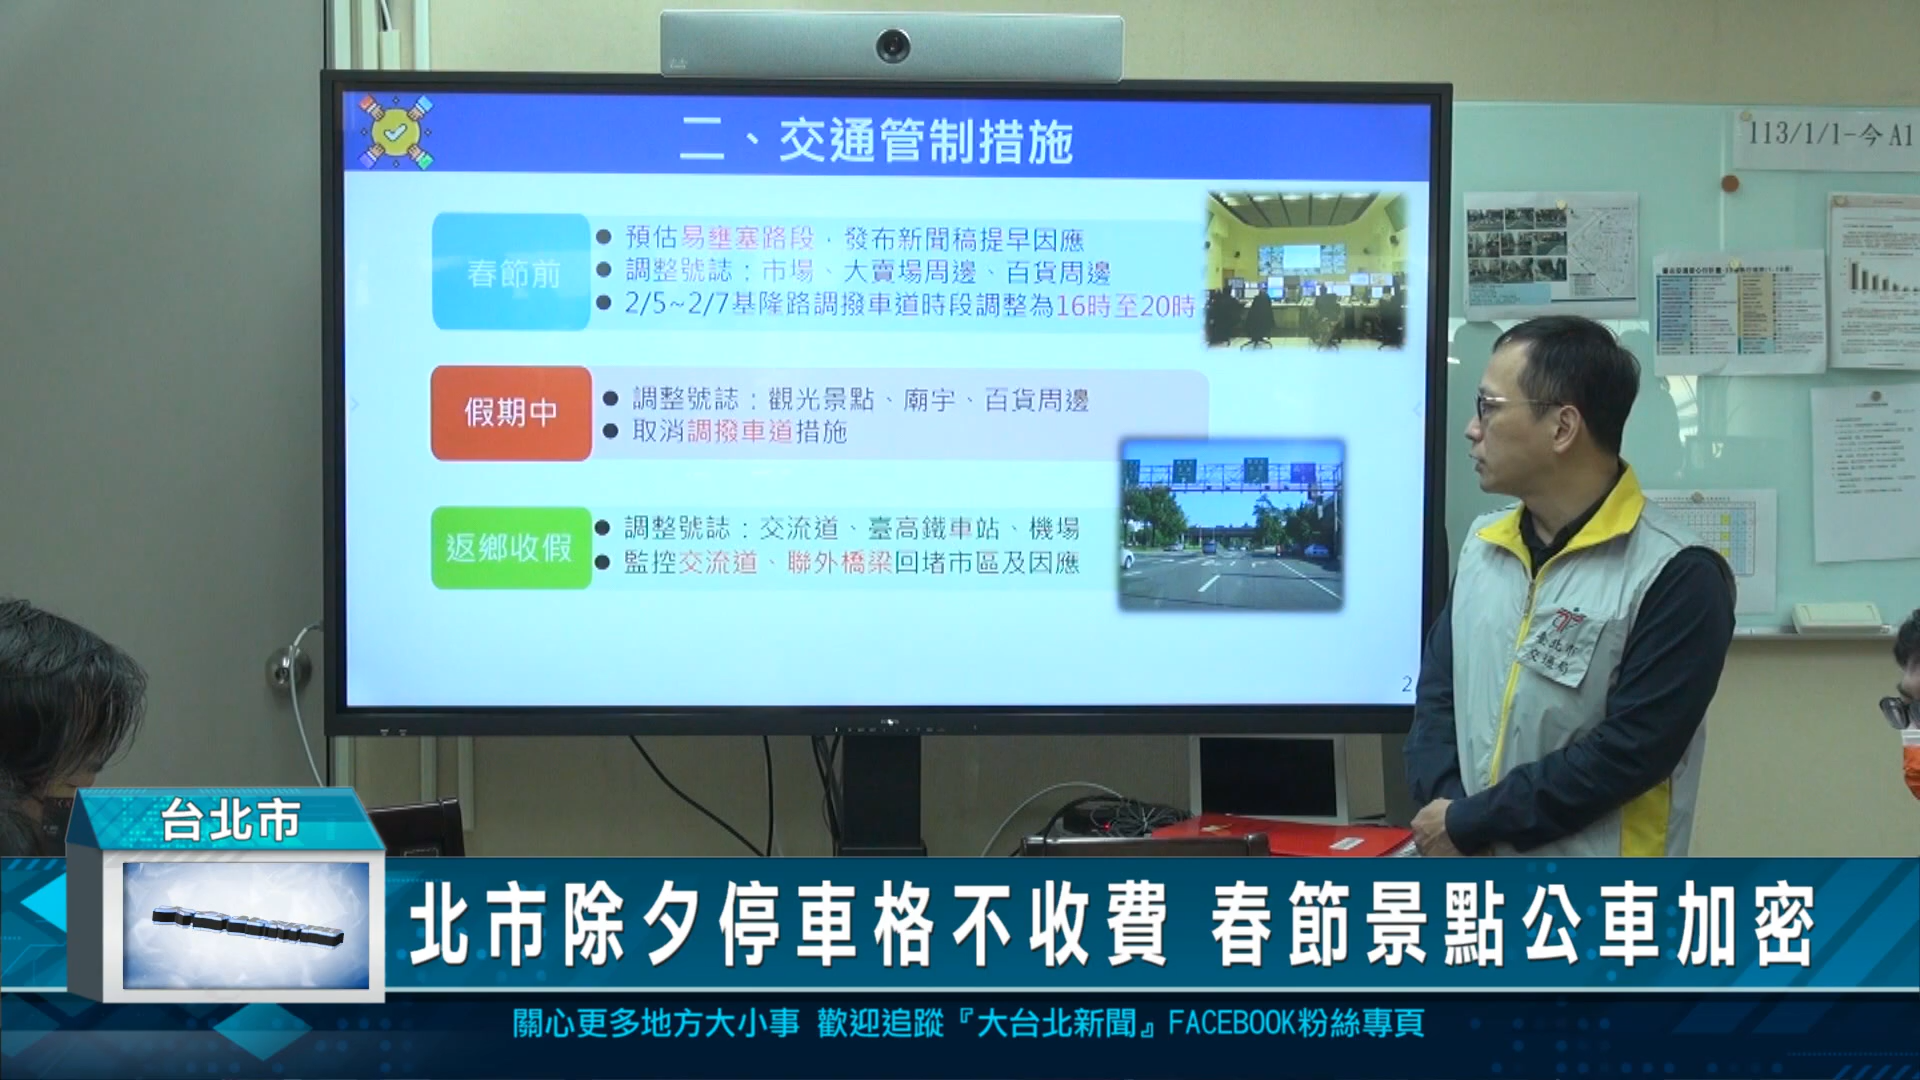 二、交通管制措施
春節前
● 預估易壅塞路段，發布新聞稿提早因應
● 調整號誌：市場、大賣場周邊、百貨周邊
● 2/5~2/7基隆路調撥車道時段調整為16時至20時
假期中
● 調整號誌：觀光景點、廟宇、百貨周邊
● 取消調撥車道措施
返鄉收假
● 調整號誌：交流道、臺高鐵車站、機場
● 監控交流道、聯外橋梁回堵市區及因應
2
113/1/1-今 A1
臺北市
交通局
台北市
北市除夕停車格不收費 春節景點公車加密
關心更多地方大小事 歡迎追蹤『大台北新聞』FACEBOOK粉絲專頁